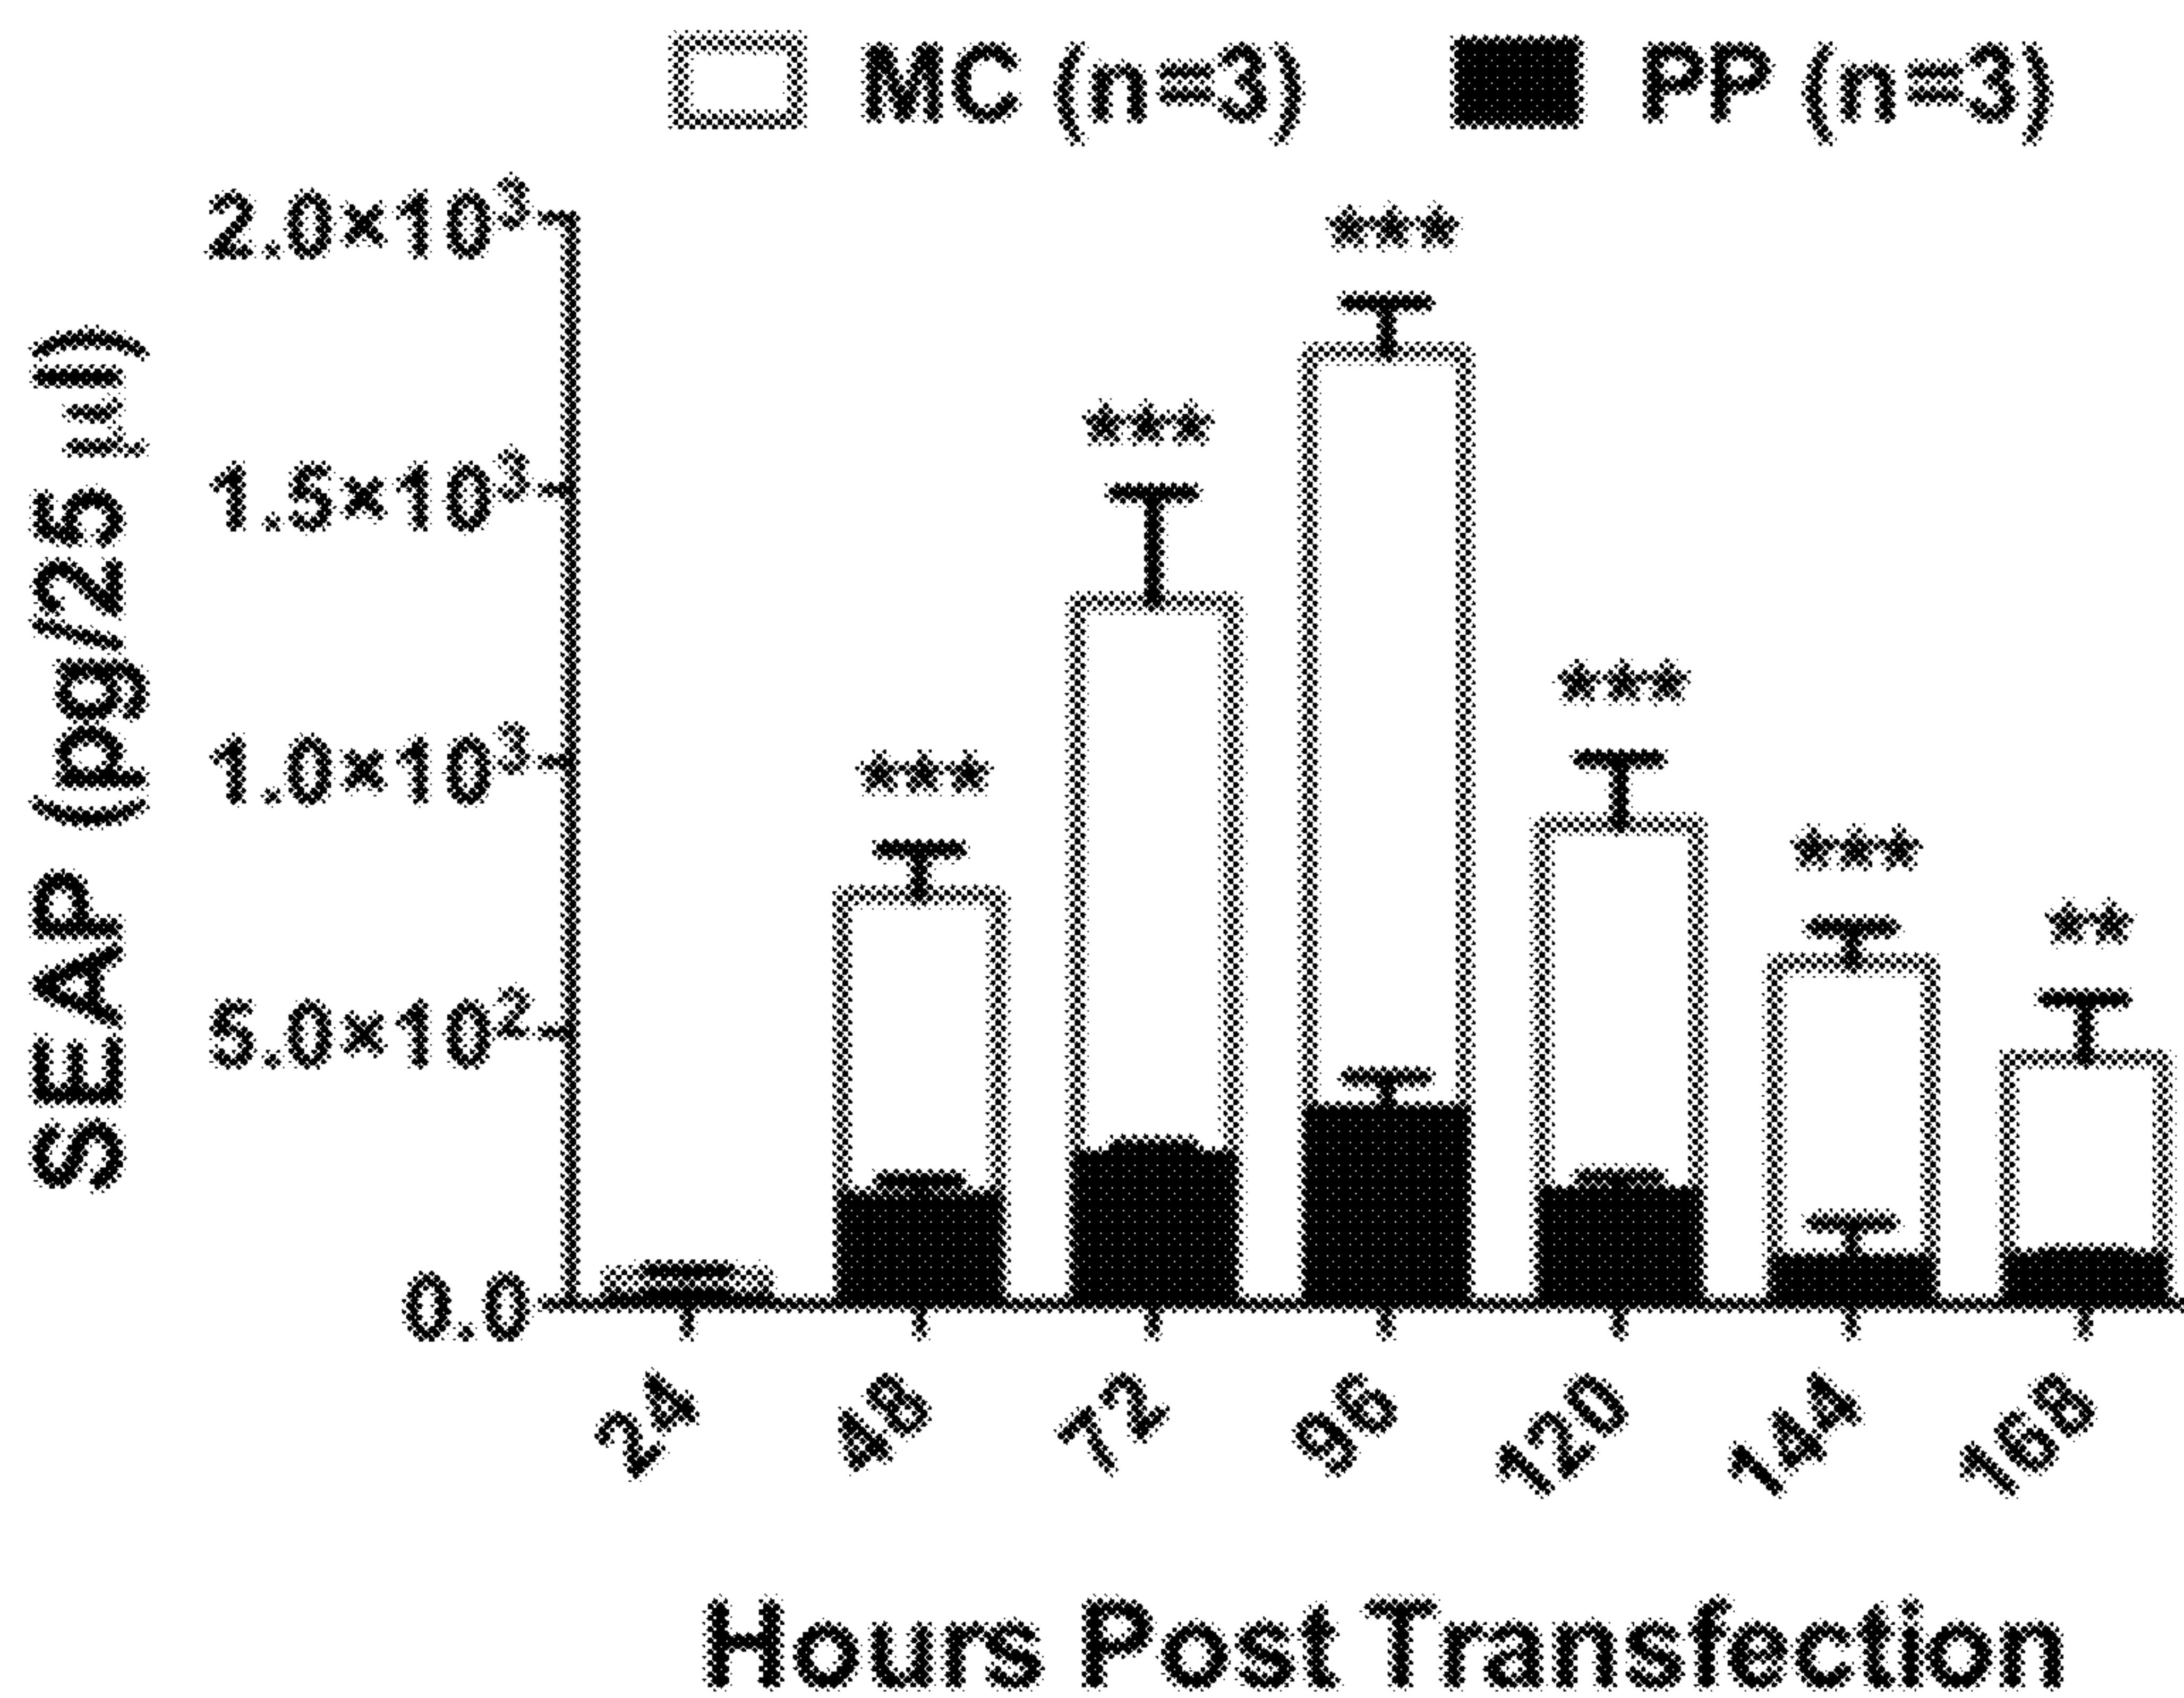 MC (n=3) PP (n=3)
SEAP (pg/25 µl)
2.0×10³
1.5×10³
1.0×10³
5.0×10²
0.0
***
***
***
***
***
**
24 48 72 96 120 144 168
Hours Post Transfection